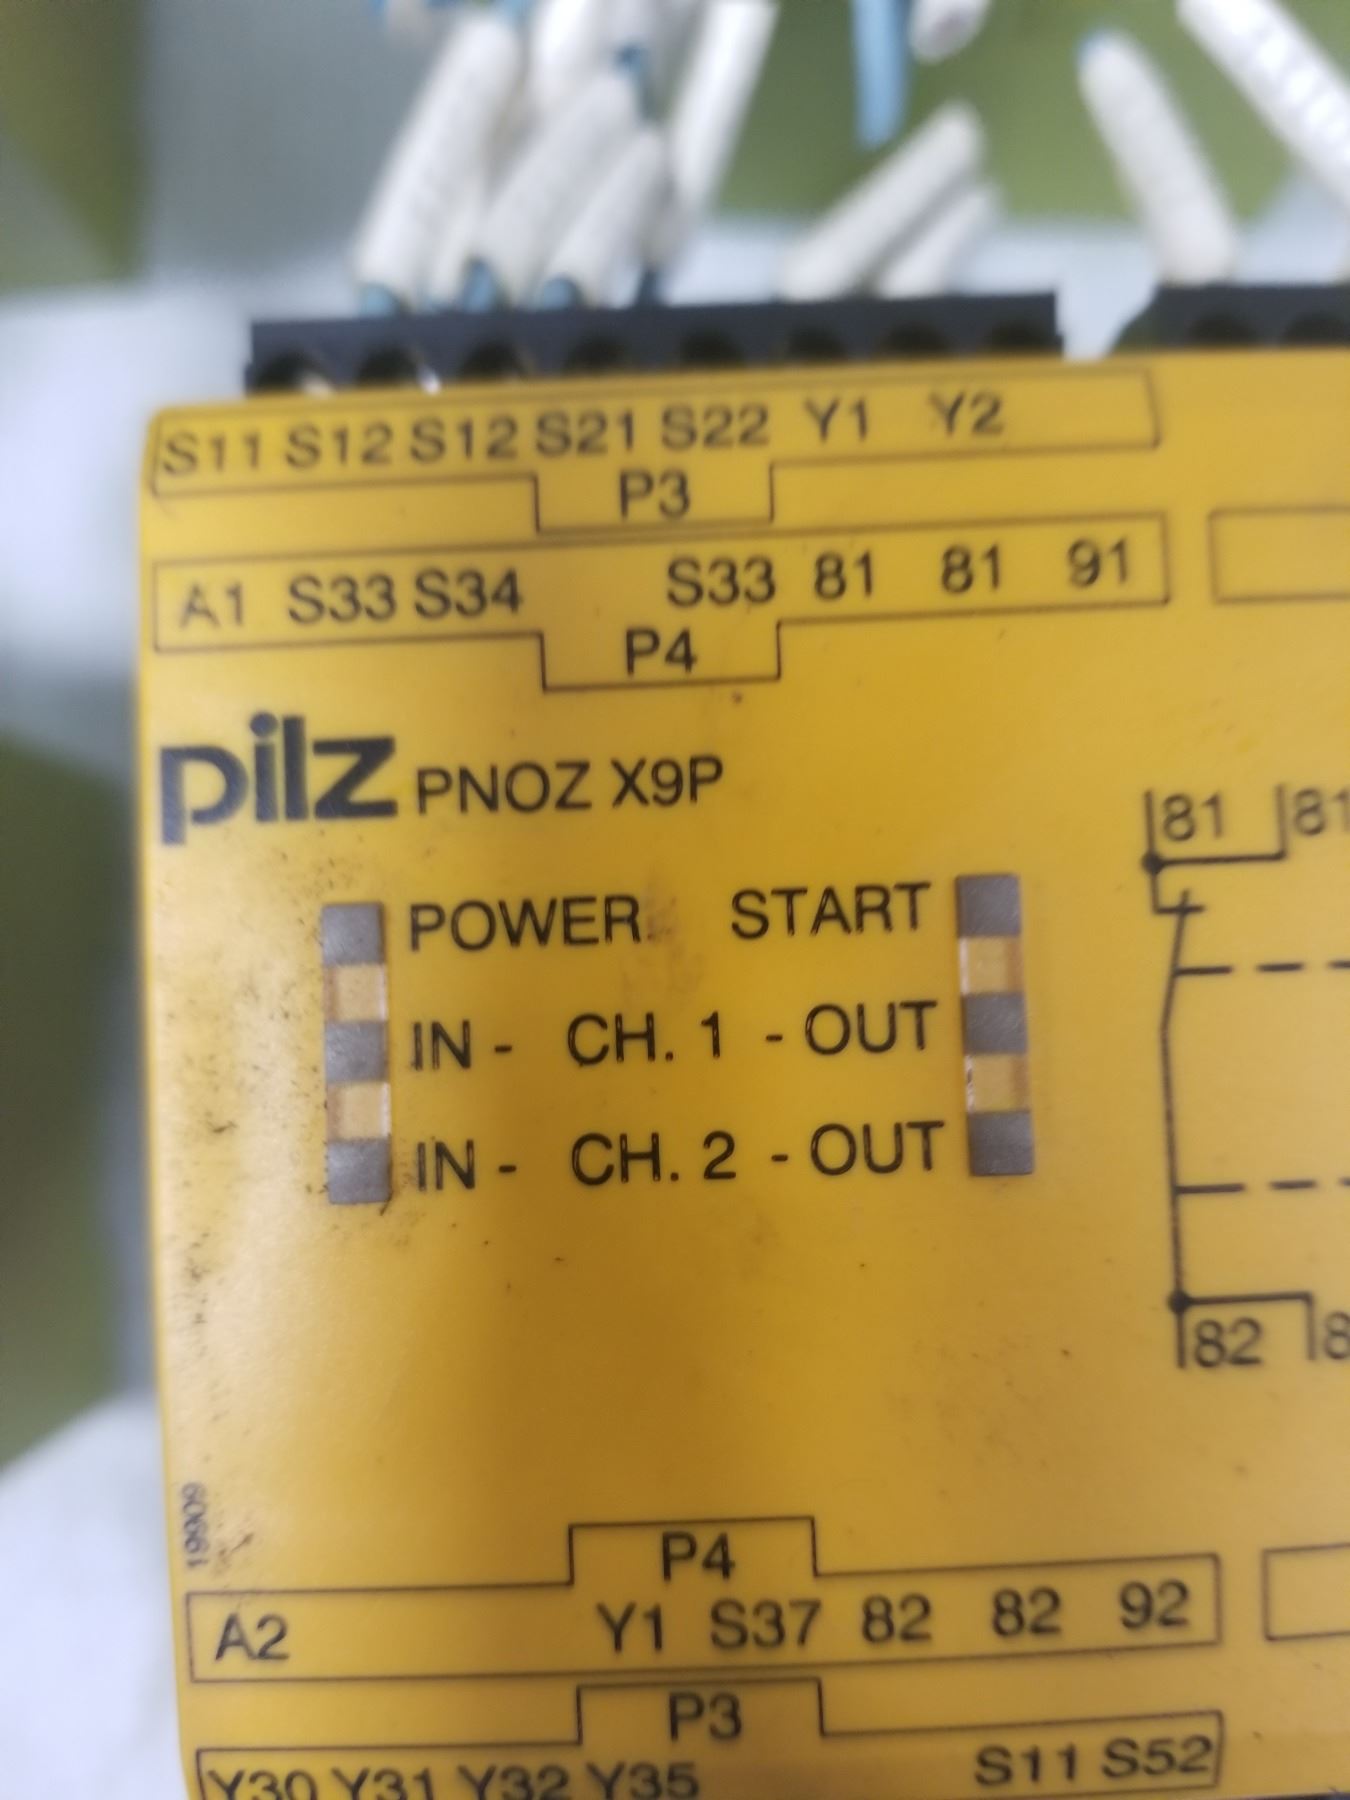 S11 S12 S12 S21 S22 Y1 Y2
P3
A1 S33 S34 S33 81 81 91
P4
pilz PNOZ X9P
81 81
POWER START
IN - CH. 1 - OUT
IN - CH. 2 - OUT
82 8
19909
P4
A2 Y1 S37 82 82 92
P3
Y30 Y31 Y32 Y35 S11 S52